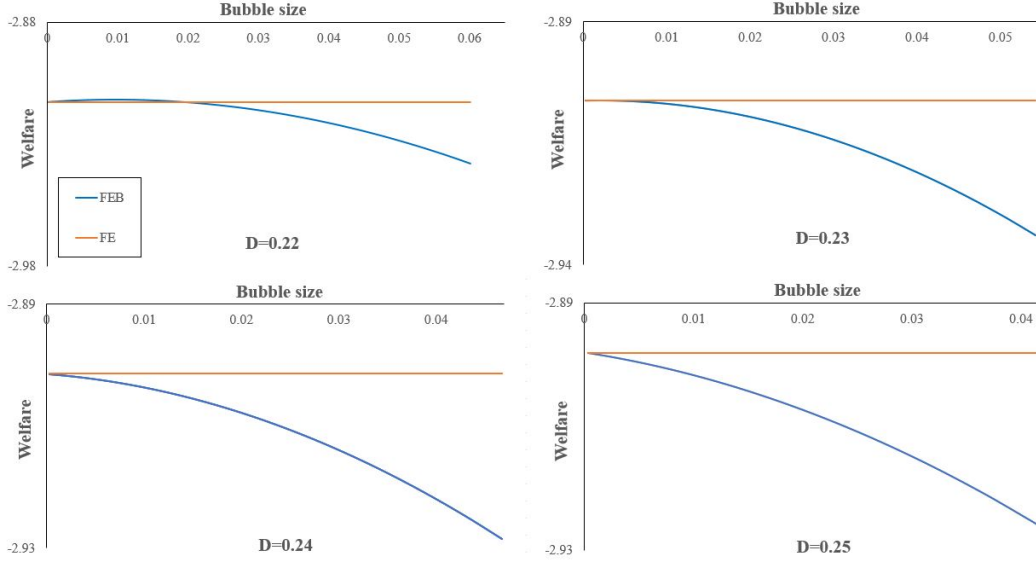 Bubble size
-2.88
0 0.01 0.02 0.03 0.04 0.05 0.06
Welfare
FEB
FE
D=0.22
-2.98
Bubble size
-2.89
0 0.01 0.02 0.03 0.04 0.05
Welfare
D=0.23
-2.94
Bubble size
-2.89
0 0.01 0.02 0.03 0.04
Welfare
D=0.24
-2.93
Bubble size
-2.89
0 0.01 0.02 0.03 0.04
Welfare
D=0.25
-2.93